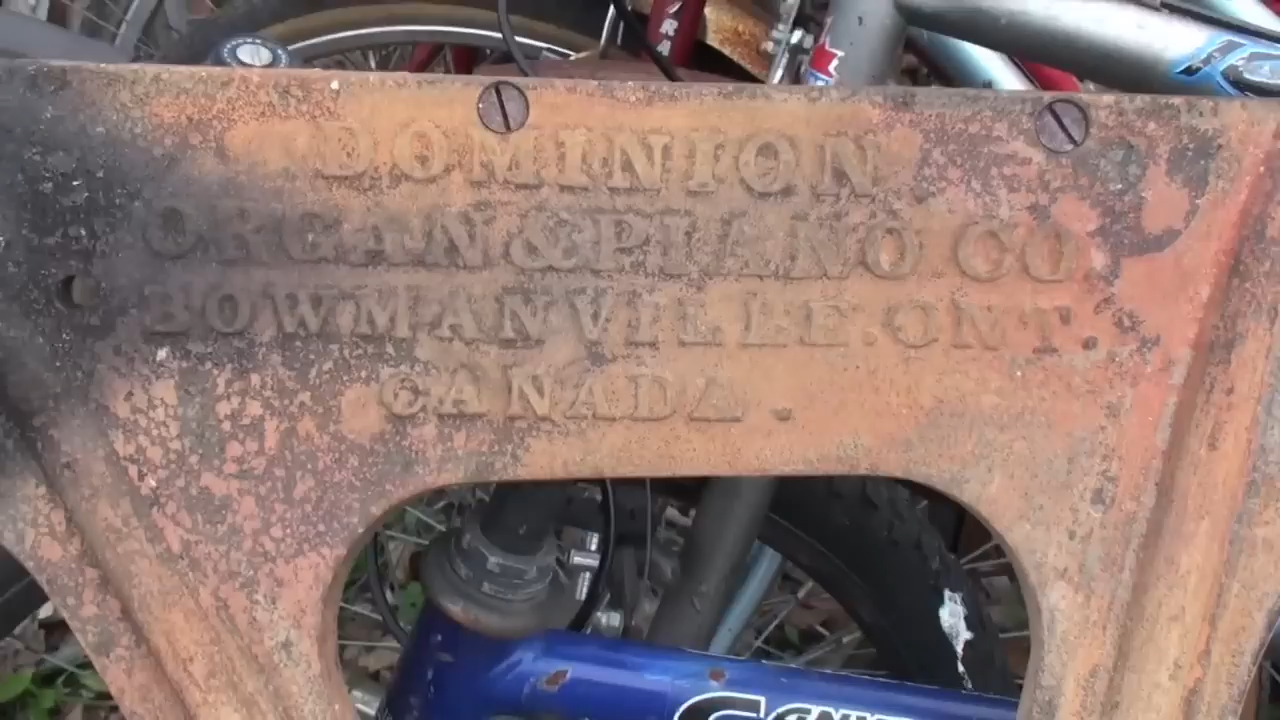 DOMINION
ORGAN & PIANO CO
BOWMANVILLE. ONT.
CANADA.